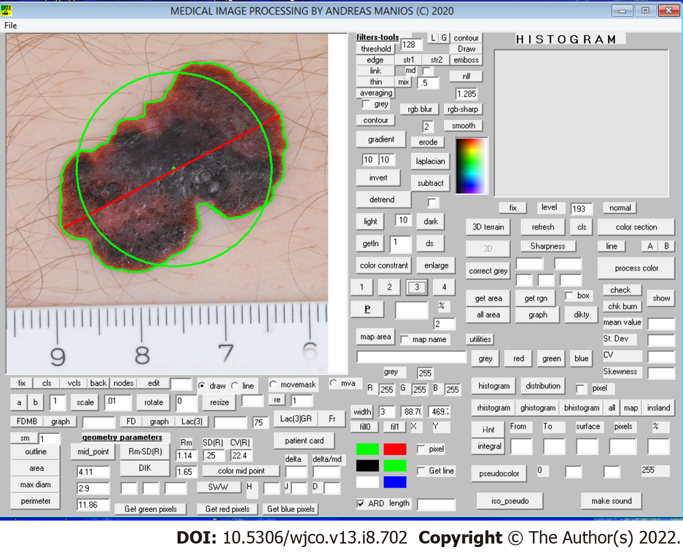 DOI
MEDICAL IMAGE PROCESSING BY ANDREAS MANIOS (C) 2020
File
9 8 7 6
filters-tools
L G contour
threshold 128 Draw
edge str1 str2 emboss
link md
thin mix .5 nlf
averaging 1.285
grey rgb blur rgb-sharp
contour 2 smooth
gradient erode
10 10 laplacian
invert subtract
detrend
light 10 dark
getIn 1 ds
color constrant enlarge
1 2 3 4
P %
2
map area map name
grey 255
R 255 G 255 B 255
width 3 88.7( 469.:
fill0 fill1 X Y
pixel
Get line
ARD length
HISTOGRAM
fix level 193 normal
3D terrain refresh cls color section
3D Sharpness line A B
correct grey process color
get area get rgn box check show
all area graph dikty chk burn
mean value
utilities St. Dev
grey red green blue CV
Skewness
histogram distribution pixel
rhistogram ghistogram bhistogram all map insland
i-Int From To surface pixels %
integral
pseudocolor 0 255
iso_pseudo make sound
fix cls vcls back nodes edit draw line movemask mva
a b 1 scale .01 rotate 0 resize re 1
FDMB graph FD graph Lac(3) 75 Lac(3)GR Fr
sm 1 geometry parameters Rm SD(R) CV(R) patient card
outline mid_point Rm-SD(R) 1.14 .25 22.4
area 4.11 DIK 1.65 color mid point delta delta/md
max diam 2.9 SWW H J D
perimeter 11.86 Get green pixels Get red pixels Get blue pixels
DOI: 10.5306/wjco.v13.i8.702 Copyright © The Author(s) 2022.